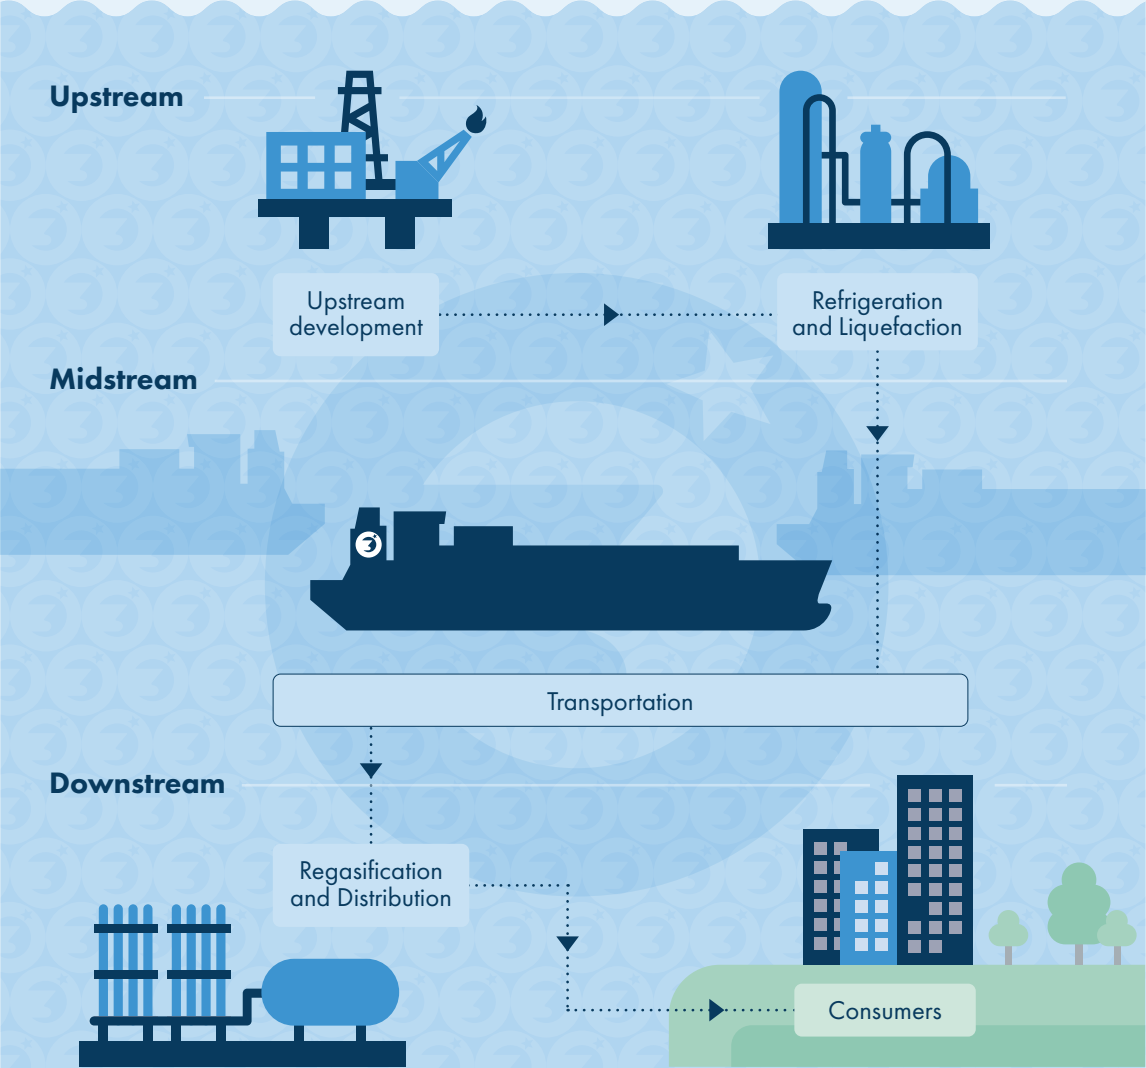 Upstream
Upstream
development
Refrigeration
and Liquefaction
Midstream
Transportation
Downstream
Regasification
and Distribution
Consumers